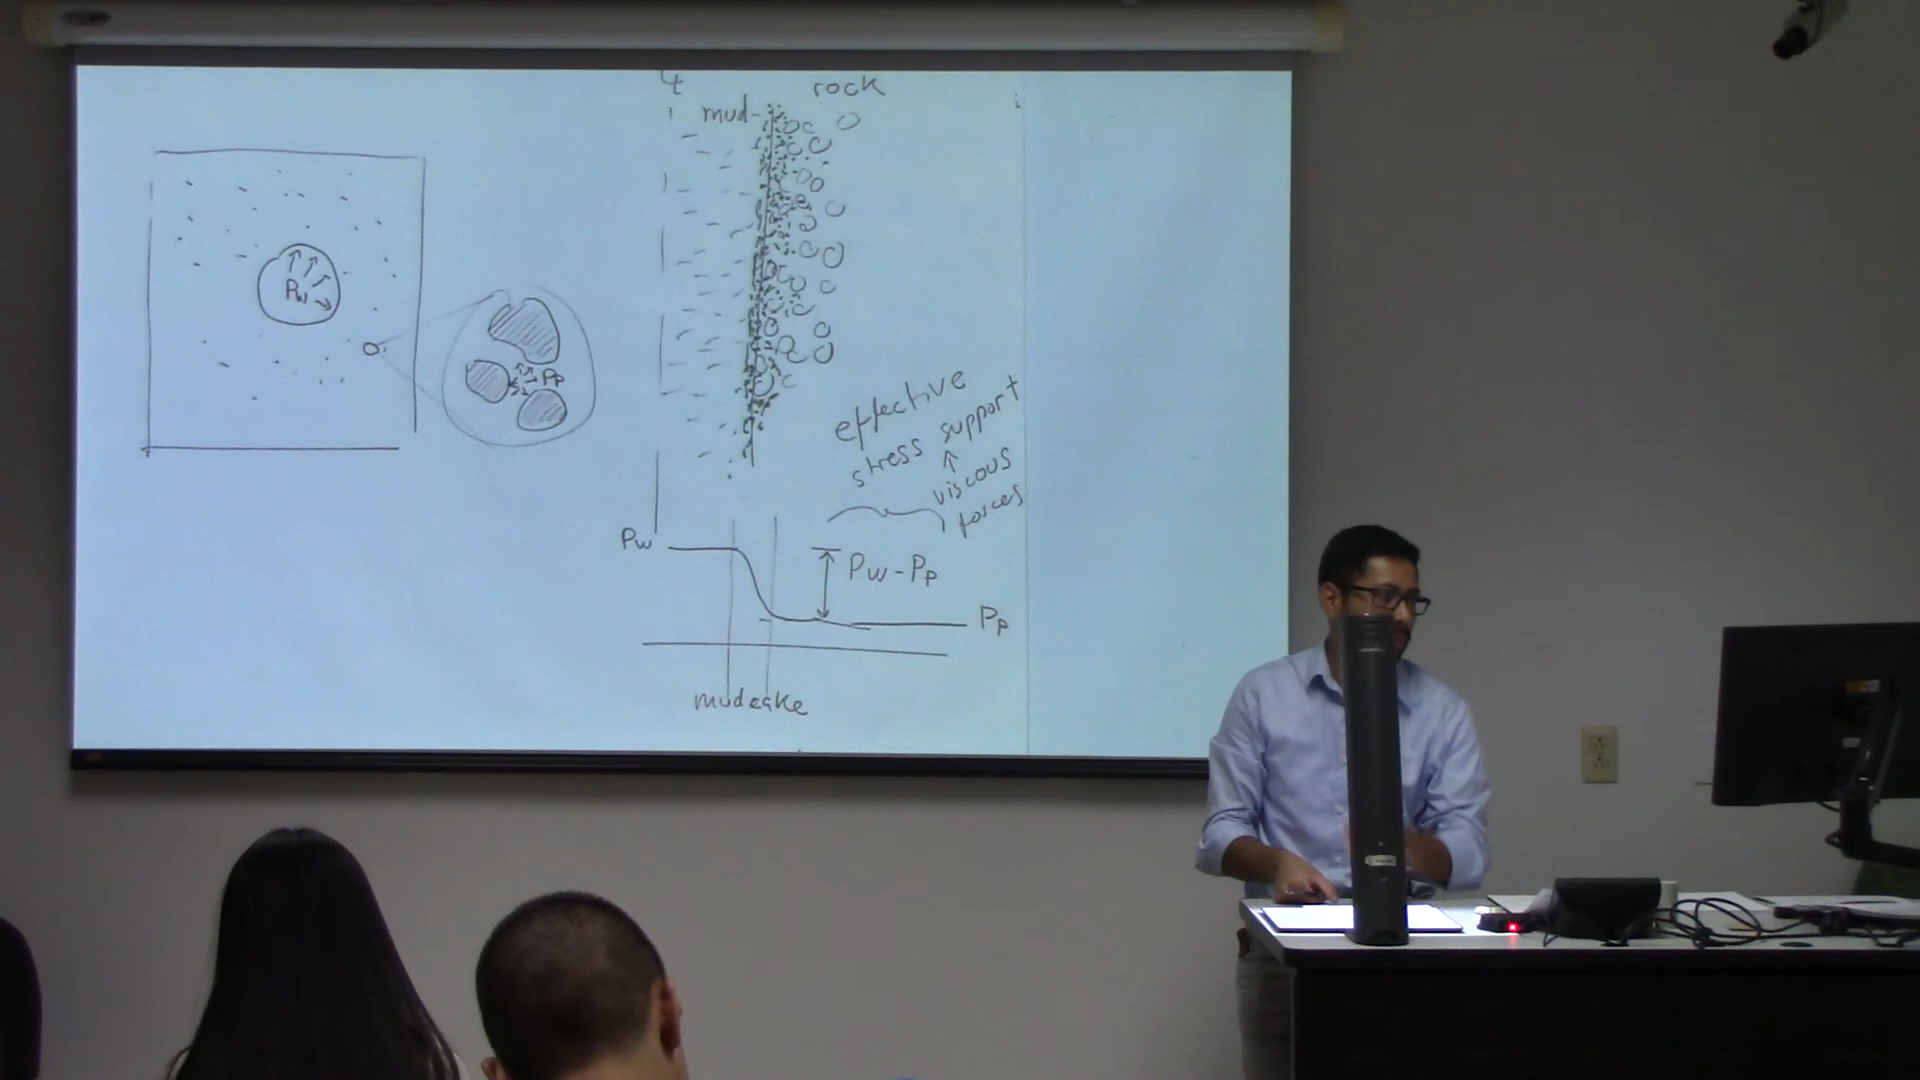 ℄
rock
mud
Pw
Pp
effective
stress support
↑
viscous
forces
Pw
Pw - Pp
Pp
mudcake